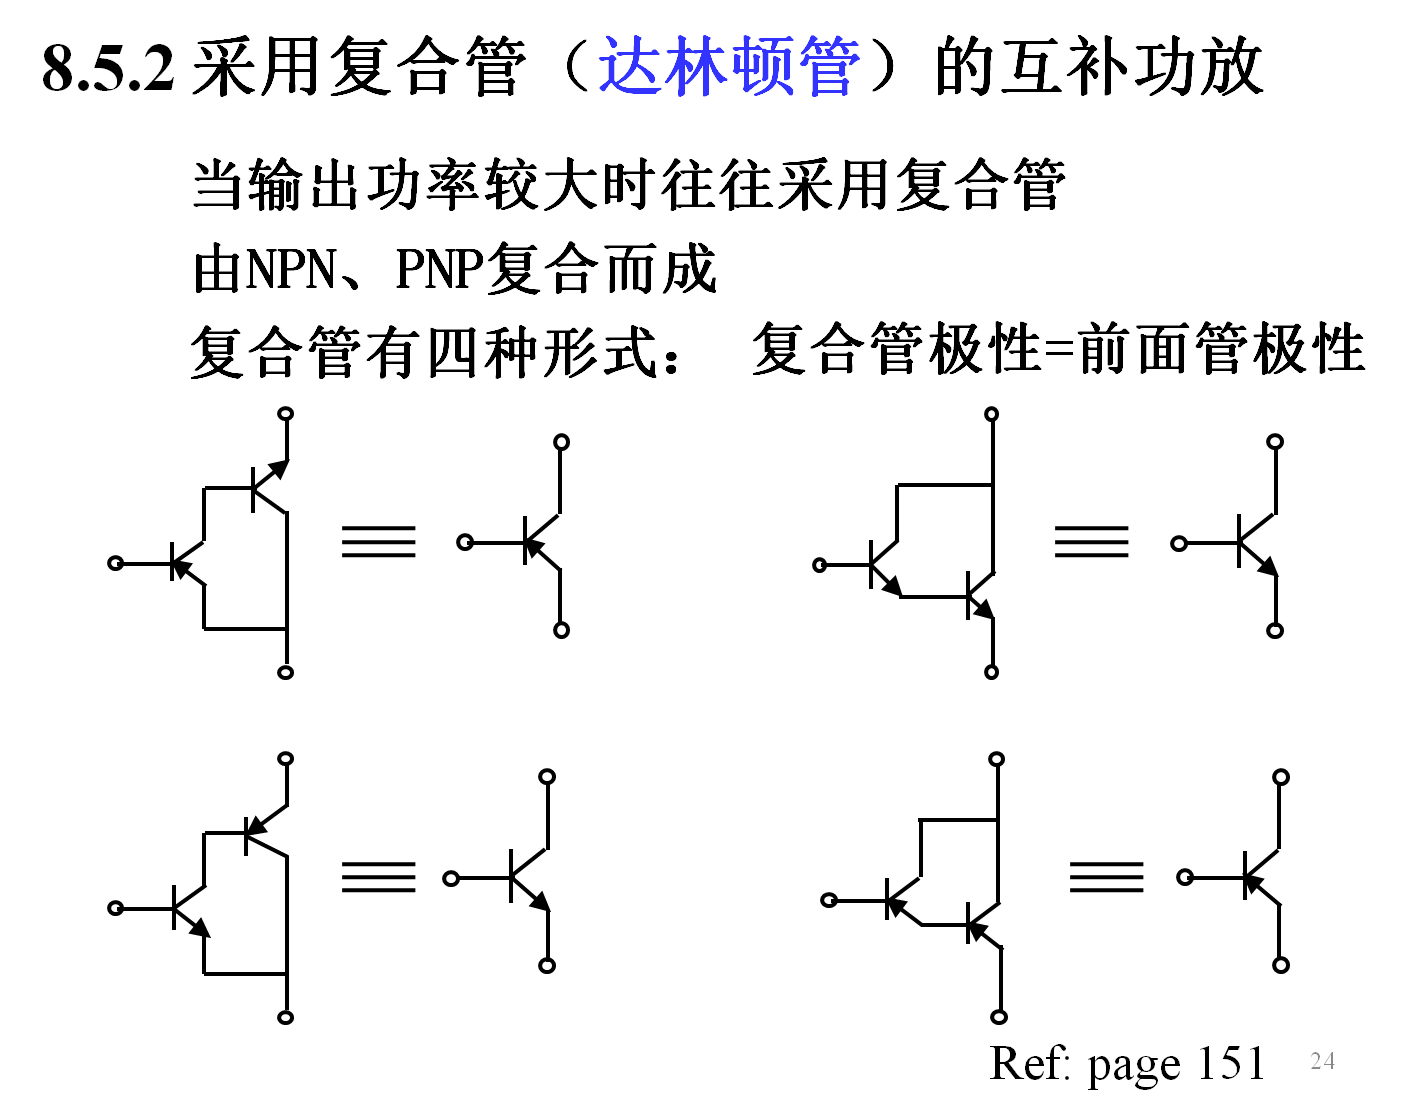 8.5.2 采用复合管（达林顿管）的互补功放
当输出功率较大时往往采用复合管
由NPN、PNP复合而成
复合管有四种形式： 复合管极性=前面管极性
Ref: page 151
24